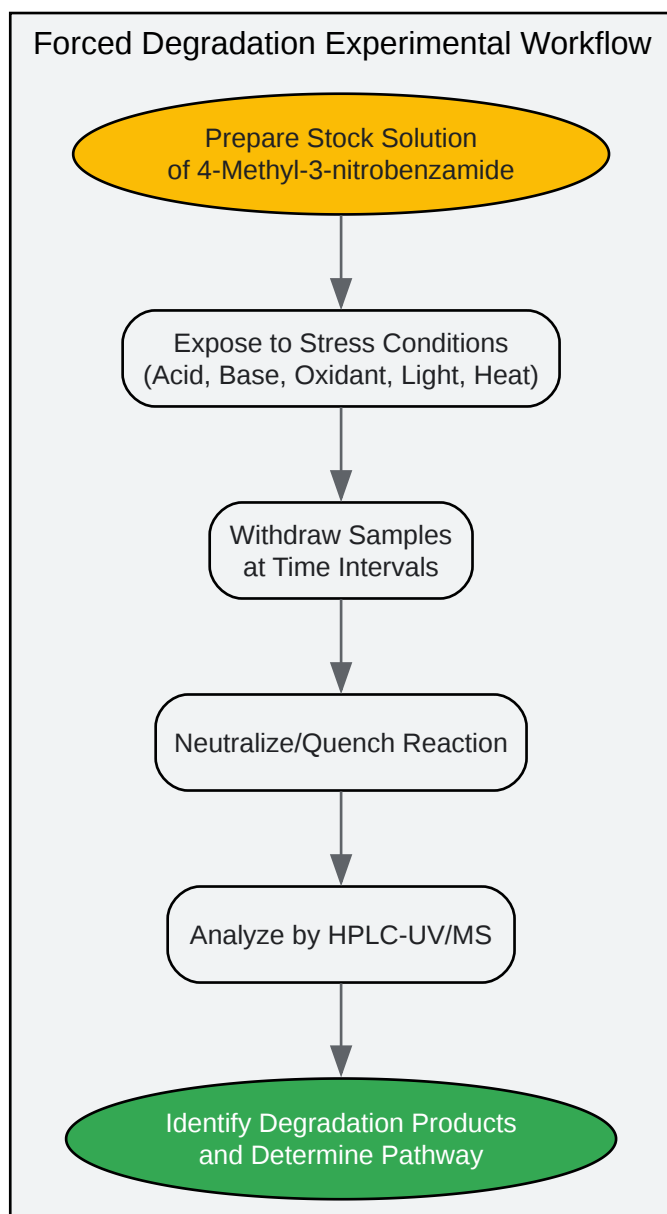 Forced Degradation Experimental Workflow
Prepare Stock Solution
of 4-Methyl-3-nitrobenzamide
Expose to Stress Conditions
(Acid, Base, Oxidant, Light, Heat)
Withdraw Samples
at Time Intervals
Neutralize/Quench Reaction
Analyze by HPLC-UV/MS
Identify Degradation Products
and Determine Pathway